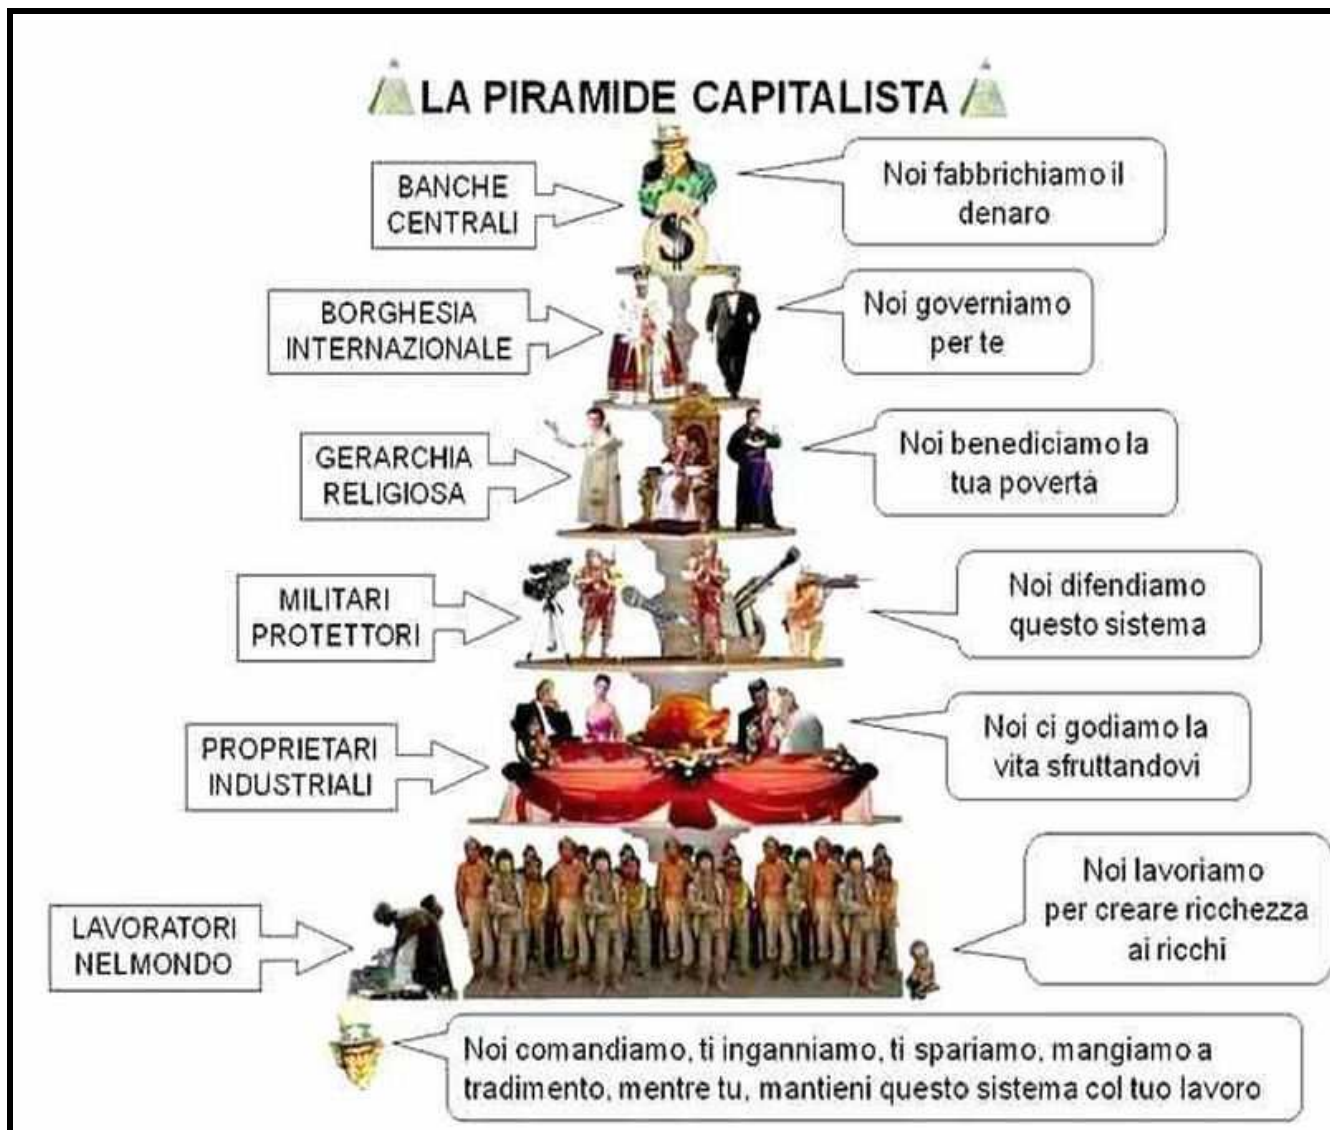 LA PIRAMIDE CAPITALISTA
BANCHE
CENTRALI
Noi fabbrichiamo il
denaro
$
BORGHESIA
INTERNAZIONALE
Noi governiamo
per te
GERARCHIA
RELIGIOSA
Noi benediciamo la
tua povertà
MILITARI
PROTETTORI
Noi difendiamo
questo sistema
PROPRIETARI
INDUSTRIALI
Noi ci godiamo la
vita sfruttandovi
LAVORATORI
NELMONDO
Noi lavoriamo
per creare ricchezza
ai ricchi
Noi comandiamo, ti inganniamo, ti spariamo, mangiamo a
tradimento, mentre tu, mantieni questo sistema col tuo lavoro